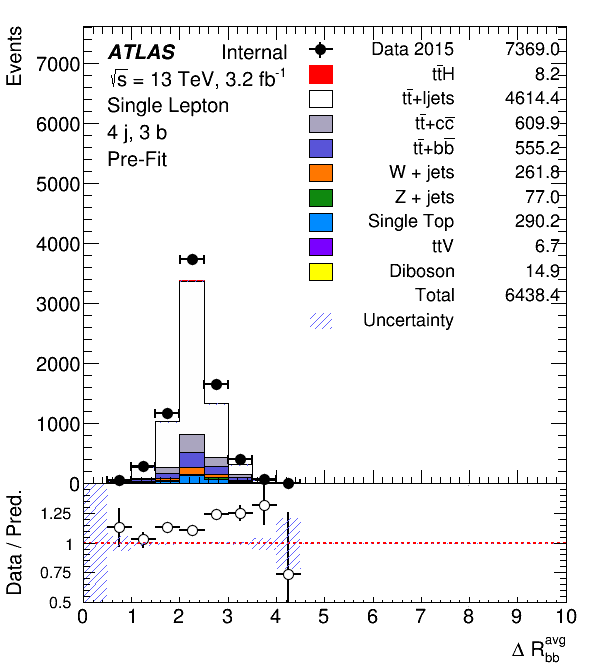 Events
7000
6000
5000
4000
3000
2000
1000
0
ATLAS Internal
√s = 13 TeV, 3.2 fb⁻¹
Single Lepton
4 j, 3 b
Pre-Fit
Data 2015 7369.0
tt̄H 8.2
tt̄+ljets 4614.4
tt̄+cc̄ 609.9
tt̄+bb̄ 555.2
W + jets 261.8
Z + jets 77.0
Single Top 290.2
ttV 6.7
Diboson 14.9
Total 6438.4
Uncertainty
Data / Pred.
1.25
1
0.75
0.5
0 1 2 3 4 5 6 7 8 9 10
Δ R_bb^avg